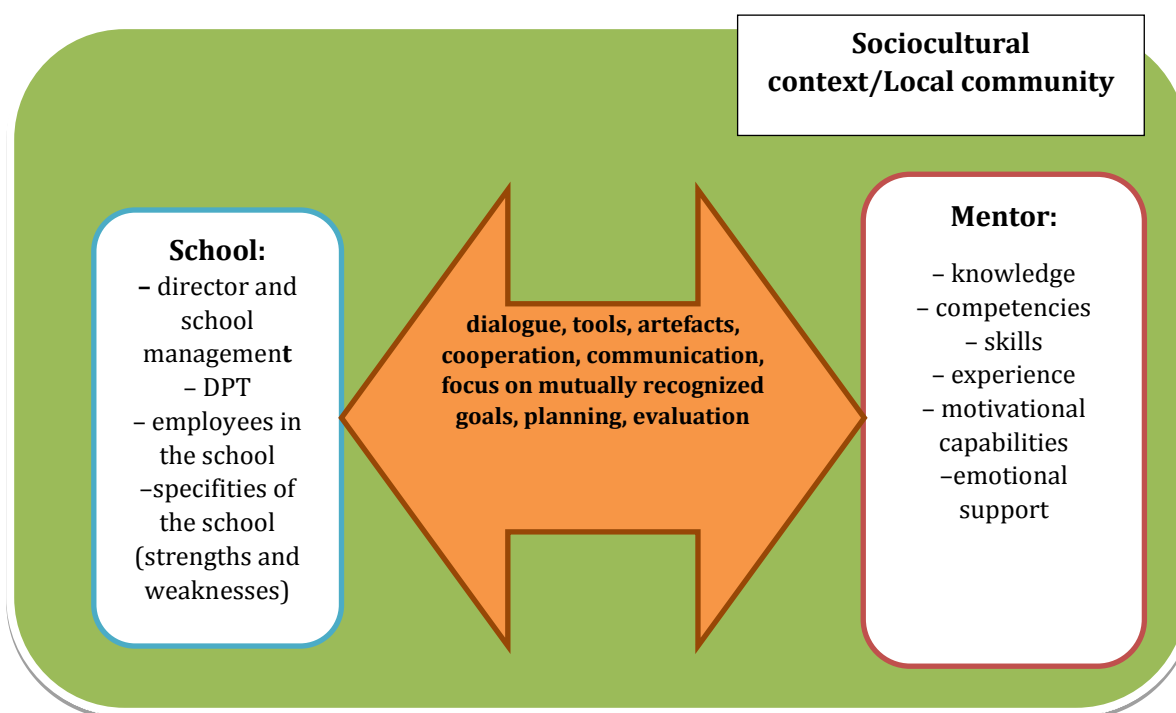 Sociocultural
context/Local community
School:
– director and
school
management
– DPT
– employees in
the school
–specifities of
the school
(strengths and
weaknesses)
dialogue, tools, artefacts,
cooperation, communication,
focus on mutually recognized
goals, planning, evaluation
Mentor:
– knowledge
– competencies
– skills
– experience
– motivational
capabilities
–emotional
support